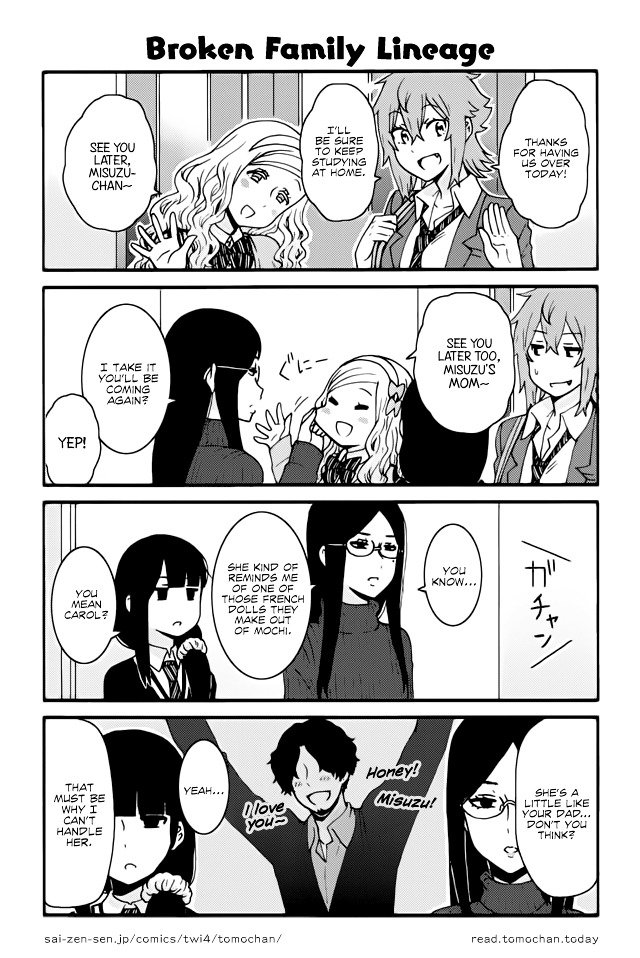 Broken Family Lineage
THANKS
FOR HAVING
US OVER
TODAY!
I'LL
BE SURE
TO KEEP
STUDYING
AT HOME.
SEE YOU
LATER,
MISUZU-
CHAN~
SEE YOU
LATER TOO,
MISUZU'S
MOM~
I TAKE IT
YOU'LL BE
COMING
AGAIN?
YEP!
ガチャン
YOU
KNOW...
SHE KIND OF
REMINDS ME
OF ONE OF
THOSE FRENCH
DOLLS THEY
MAKE OUT
OF MOCHI.
YOU
MEAN
CAROL?
SHE'S A
LITTLE LIKE
YOUR DAD...
DON'T YOU
THINK?
Honey!
Misuzu!
I love
you~
YEAH...
THAT
MUST BE
WHY I
CAN'T
HANDLE
HER.
sai-zen-sen.jp/comics/twi4/tomochan/
read.tomochan.today